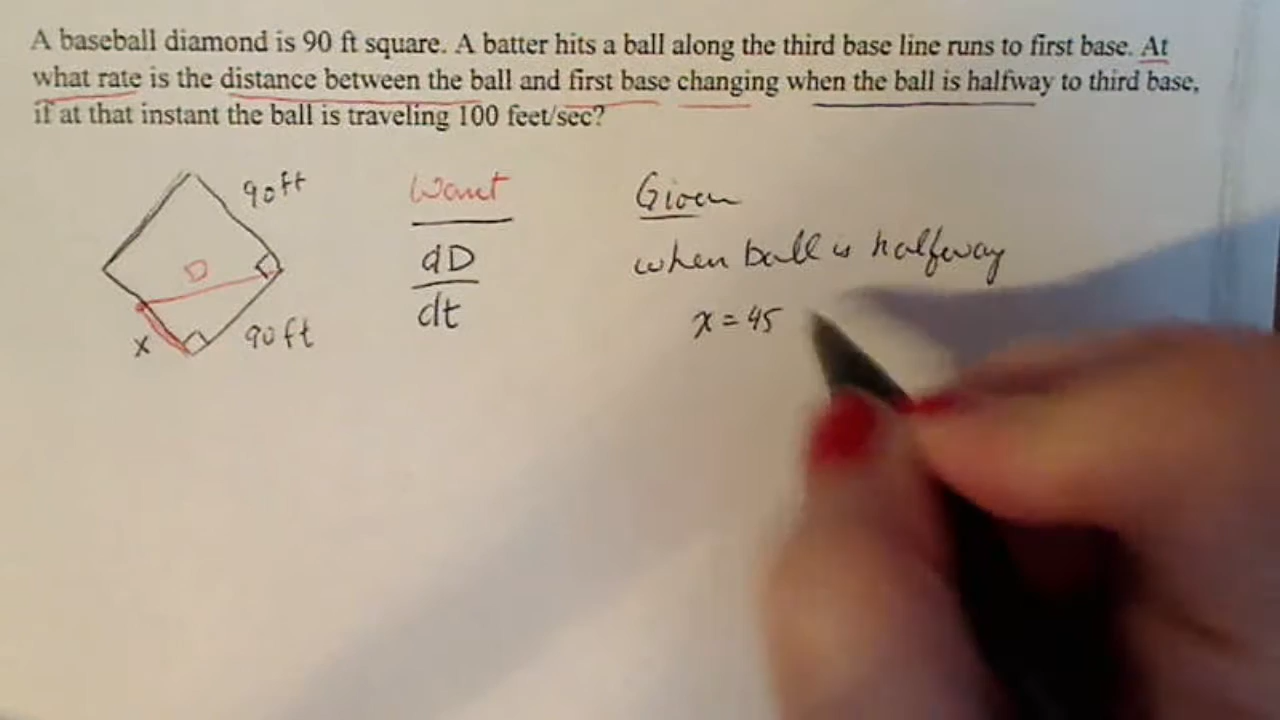 A baseball diamond is 90 ft square. A batter hits a ball along the third base line runs to first base. At
what rate is the distance between the ball and first base changing when the ball is halfway to third base,
if at that instant the ball is traveling 100 feet/sec?
90ft
D
x
90ft
Want
dD
dt
Given
when ball is halfway
x = 45